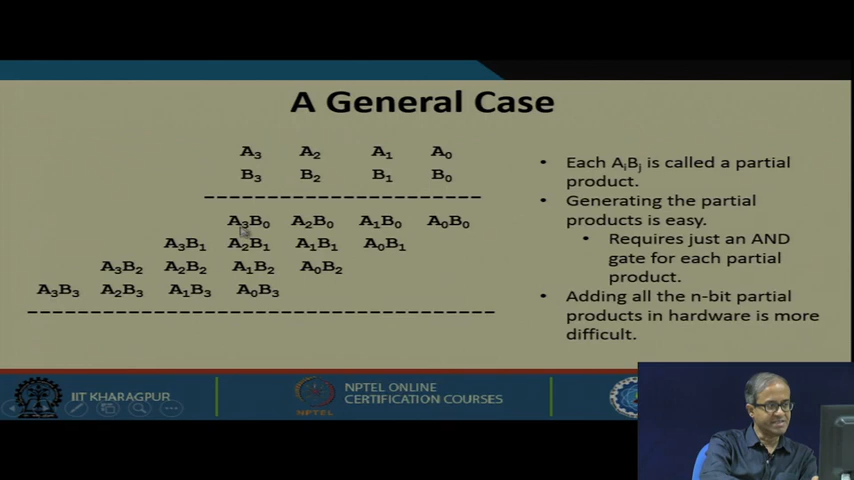 A General Case
A₃ A₂ A₁ A₀
B₃ B₂ B₁ B₀
A₃B₀ A₂B₀ A₁B₀ A₀B₀
A₃B₁ A₂B₁ A₁B₁ A₀B₁
A₃B₂ A₂B₂ A₁B₂ A₀B₂
A₃B₃ A₂B₃ A₁B₃ A₀B₃
• Each AᵢBⱼ is called a partial
product.
• Generating the partial
products is easy.
• Requires just an AND
gate for each partial
product.
• Adding all the n-bit partial
products in hardware is more
difficult.
IIT KHARAGPUR
NPTEL
NPTEL ONLINE
CERTIFICATION COURSES